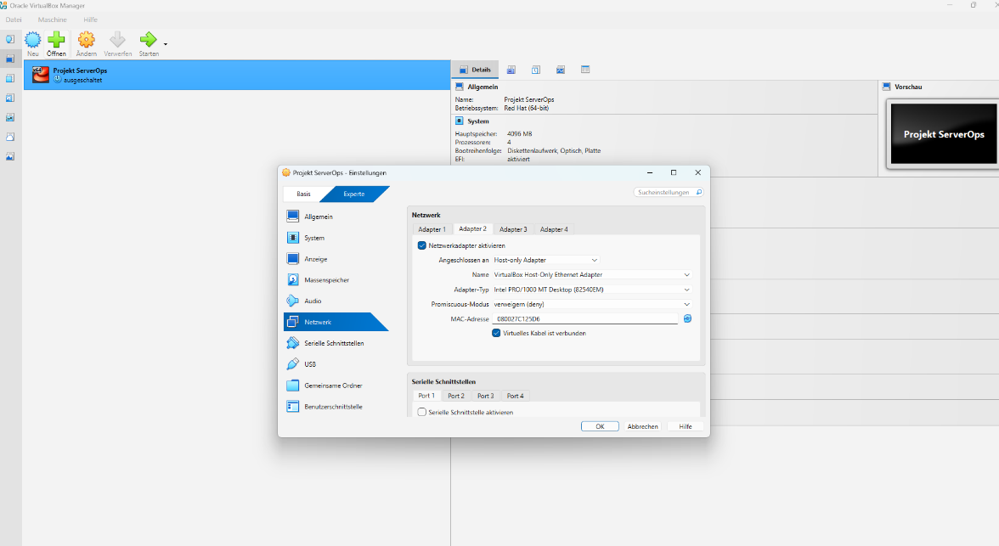 Oracle VirtualBox Manager
Datei Maschine Hilfe
Neu Öffnen Ändern Verwerfen Starten
Projekt ServerOps
ausgeschaltet
Details
Allgemein
Name: Projekt ServerOps
Betriebssystem: Red Hat (64-bit)
System
Hauptspeicher: 4096 MB
Prozessoren: 4
Bootreihenfolge: Diskettenlaufwerk, Optisch, Platte
EFI: aktiviert
Vorschau
Projekt ServerOps
Projekt ServerOps - Einstellungen
Basis Experte
Sucheinstellungen
Allgemein
System
Anzeige
Massenspeicher
Audio
Netzwerk
Serielle Schnittstellen
USB
Gemeinsame Ordner
Benutzerschnittstelle
Netzwerk
Adapter 1 Adapter 2 Adapter 3 Adapter 4
Netzwerkadapter aktivieren
Angeschlossen an Host-only Adapter
Name VirtualBox Host-Only Ethernet Adapter
Adapter-Typ Intel PRO/1000 MT Desktop (82540EM)
Promiscuous-Modus verweigern (deny)
MAC-Adresse 080027C125D6
Virtuelles Kabel ist verbunden
Serielle Schnittstellen
Port 1 Port 2 Port 3 Port 4
Serielle Schnittstelle aktivieren
OK Abbrechen Hilfe